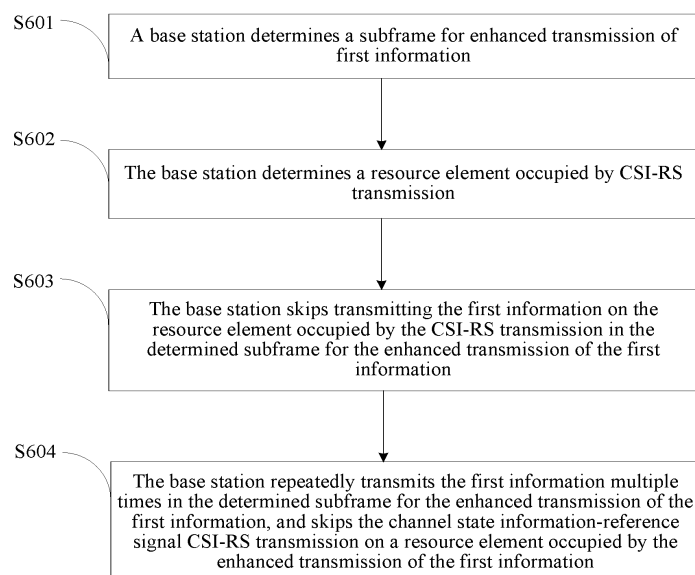 S601
A base station determines a subframe for enhanced transmission of
first information
S602
The base station determines a resource element occupied by CSI-RS
transmission
S603
The base station skips transmitting the first information on the
resource element occupied by the CSI-RS transmission in the
determined subframe for the enhanced transmission of the first
information
S604
The base station repeatedly transmits the first information multiple
times in the determined subframe for the enhanced transmission of the
first information, and skips the channel state information-reference
signal CSI-RS transmission on a resource element occupied by the
enhanced transmission of the first information